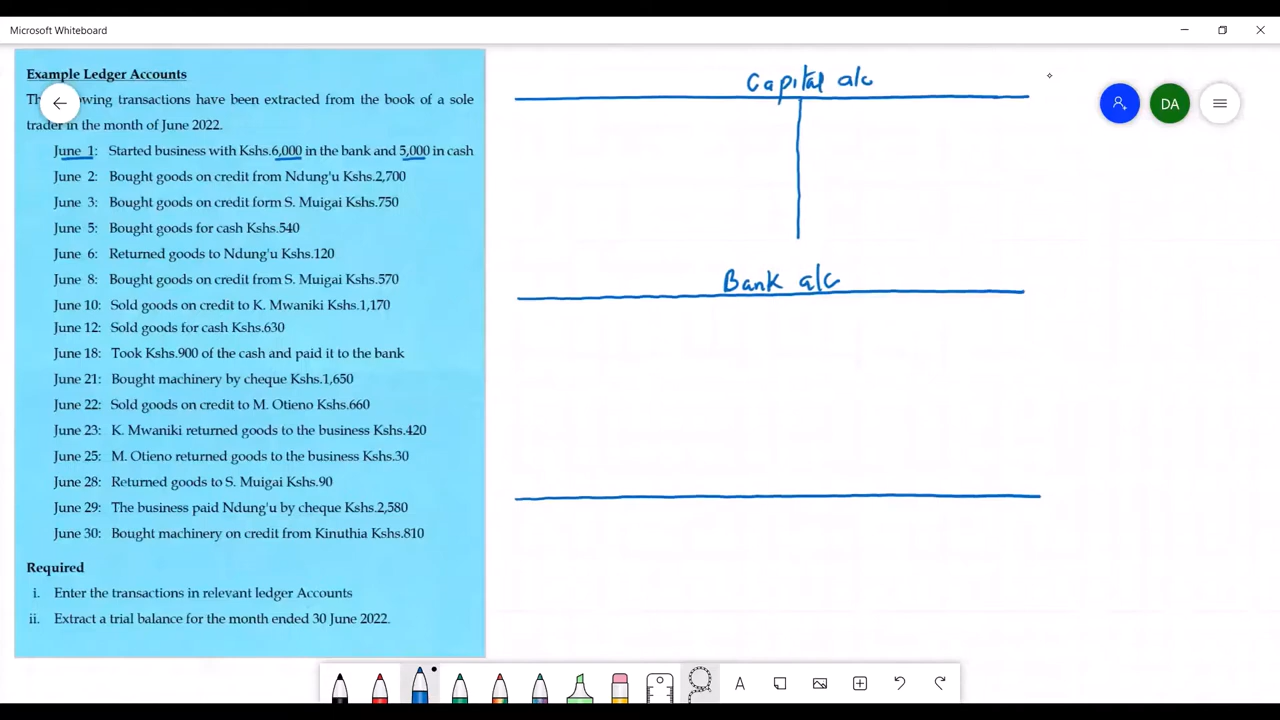 Microsoft Whiteboard
Example Ledger Accounts
owing transactions have been extracted from the book of a sole
trader in the month of June 2022.
June 1: Started business with Kshs.6,000 in the bank and 5,000 in cash
June 2: Bought goods on credit from Ndung'u Kshs.2,700
June 3: Bought goods on credit form S. Muigai Kshs.750
June 5: Bought goods for cash Kshs.540
June 6: Returned goods to Ndung'u Kshs.120
June 8: Bought goods on credit from S. Muigai Kshs.570
June 10: Sold goods on credit to K. Mwaniki Kshs.1,170
June 12: Sold goods for cash Kshs.630
June 18: Took Kshs.900 of the cash and paid it to the bank
June 21: Bought machinery by cheque Kshs.1,650
June 22: Sold goods on credit to M. Otieno Kshs.660
June 23: K. Mwaniki returned goods to the business Kshs.420
June 25: M. Otieno returned goods to the business Kshs.30
June 28: Returned goods to S. Muigai Kshs.90
June 29: The business paid Ndung'u by cheque Kshs.2,580
June 30: Bought machinery on credit from Kinuthia Kshs.810
Required
i. Enter the transactions in relevant ledger Accounts
ii. Extract a trial balance for the month ended 30 June 2022.
Capital a/c
Bank a/c
DA
A